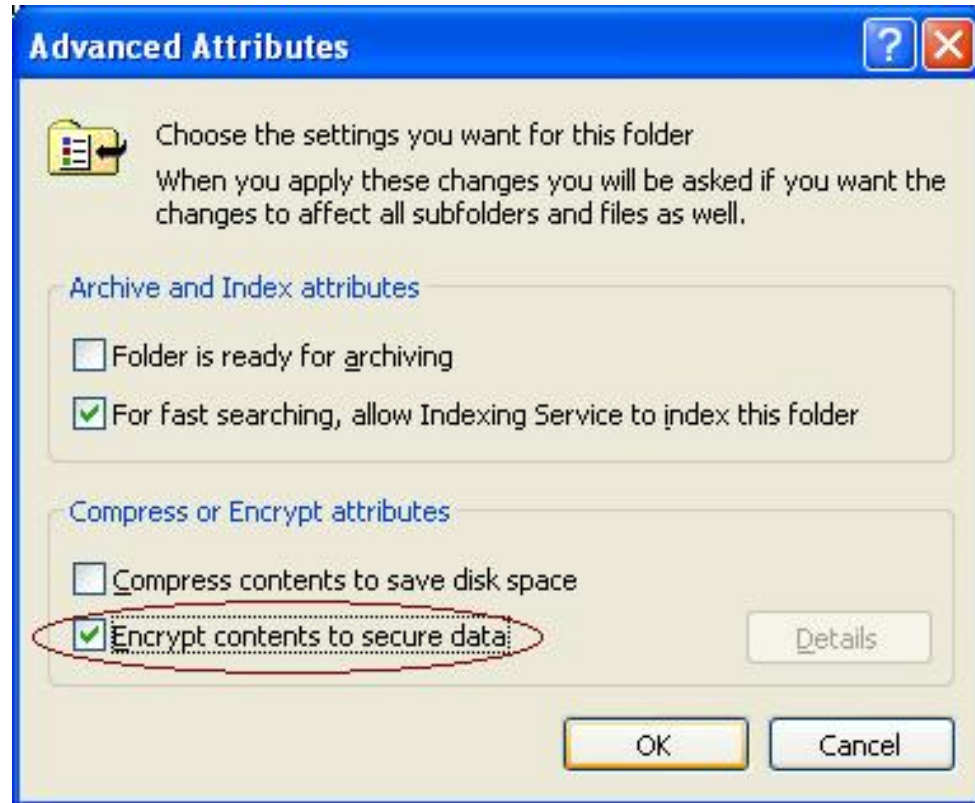 Advanced Attributes
Choose the settings you want for this folder
When you apply these changes you will be asked if you want the
changes to affect all subfolders and files as well.
Archive and Index attributes
Folder is ready for archiving
For fast searching, allow Indexing Service to index this folder
Compress or Encrypt attributes
Compress contents to save disk space
Encrypt contents to secure data
Details
OK
Cancel